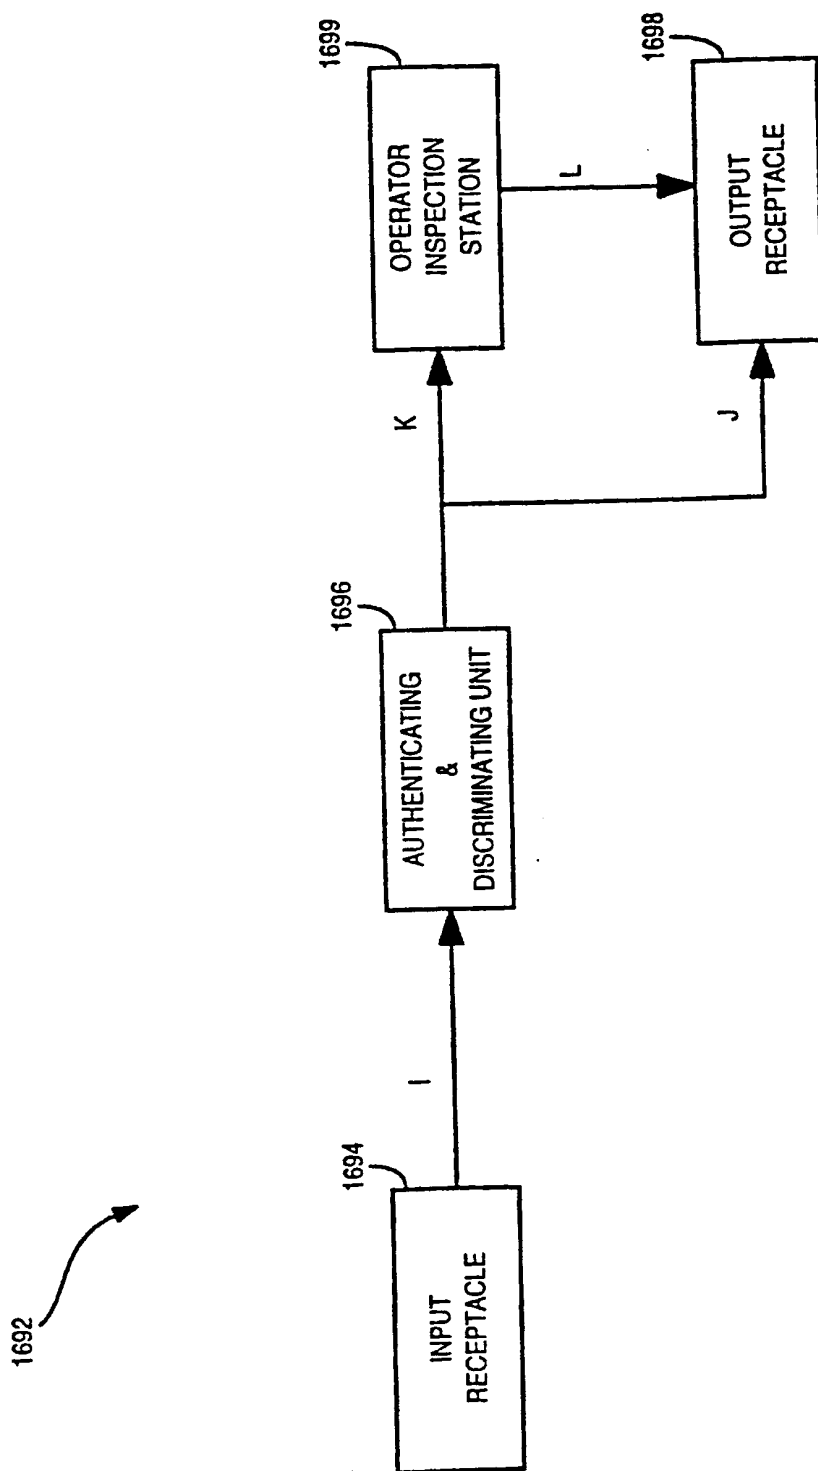 1692
1694
INPUT
RECEPTACLE
I
1696
AUTHENTICATING
&
DISCRIMINATING UNIT
K
J
1699
OPERATOR
INSPECTION
STATION
L
1698
OUTPUT
RECEPTACLE